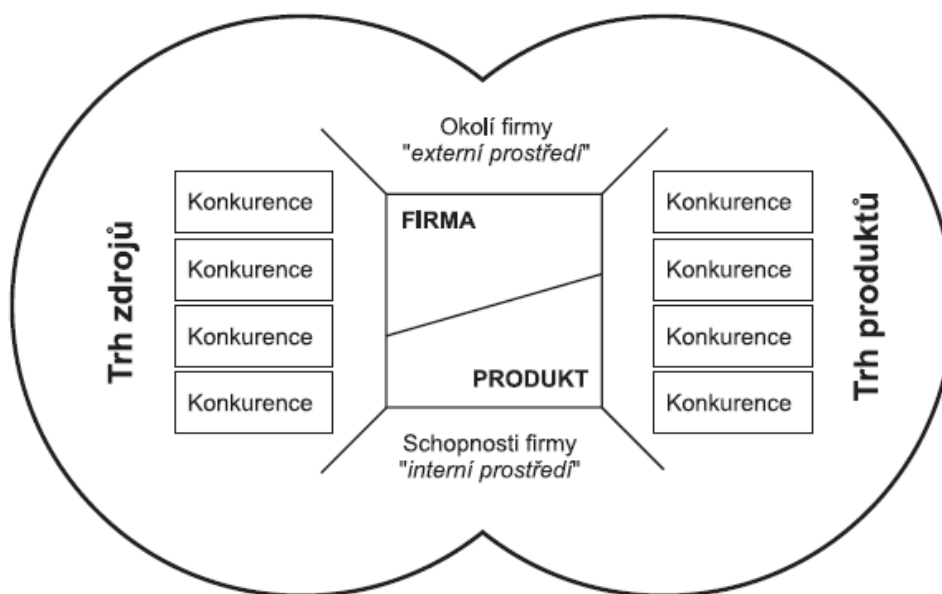 Okolí firmy
"externí prostředí"
Trh zdrojů
Konkurence
Konkurence
Konkurence
Konkurence
FIRMA
PRODUKT
Konkurence
Konkurence
Konkurence
Konkurence
Trh produktů
Schopnosti firmy
"interní prostředí"